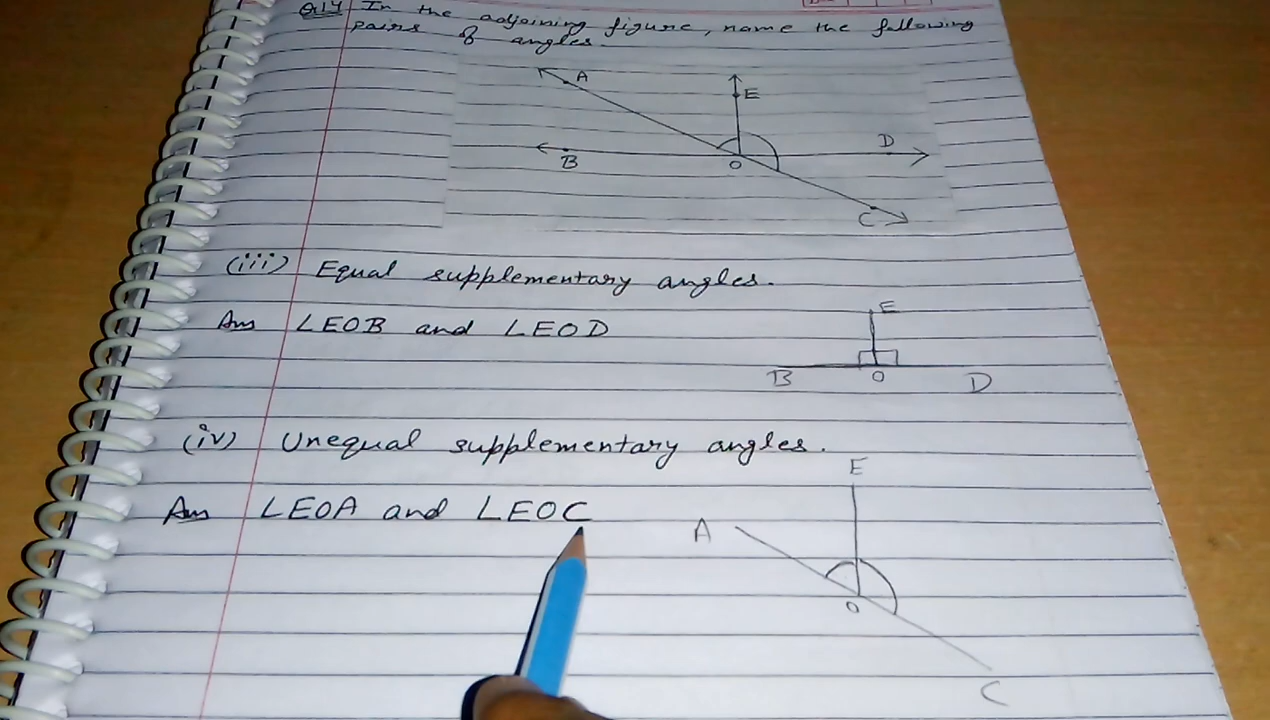 Q.14 In the adjoining figure, name the following
pairs of angles.
A
E
B
O
D
C
(iii) Equal supplementary angles.
Ans ∠EOB and ∠EOD
E
B O D
(iv) Unequal supplementary angles.
E
Ans ∠EOA and ∠EOC
A
O
C